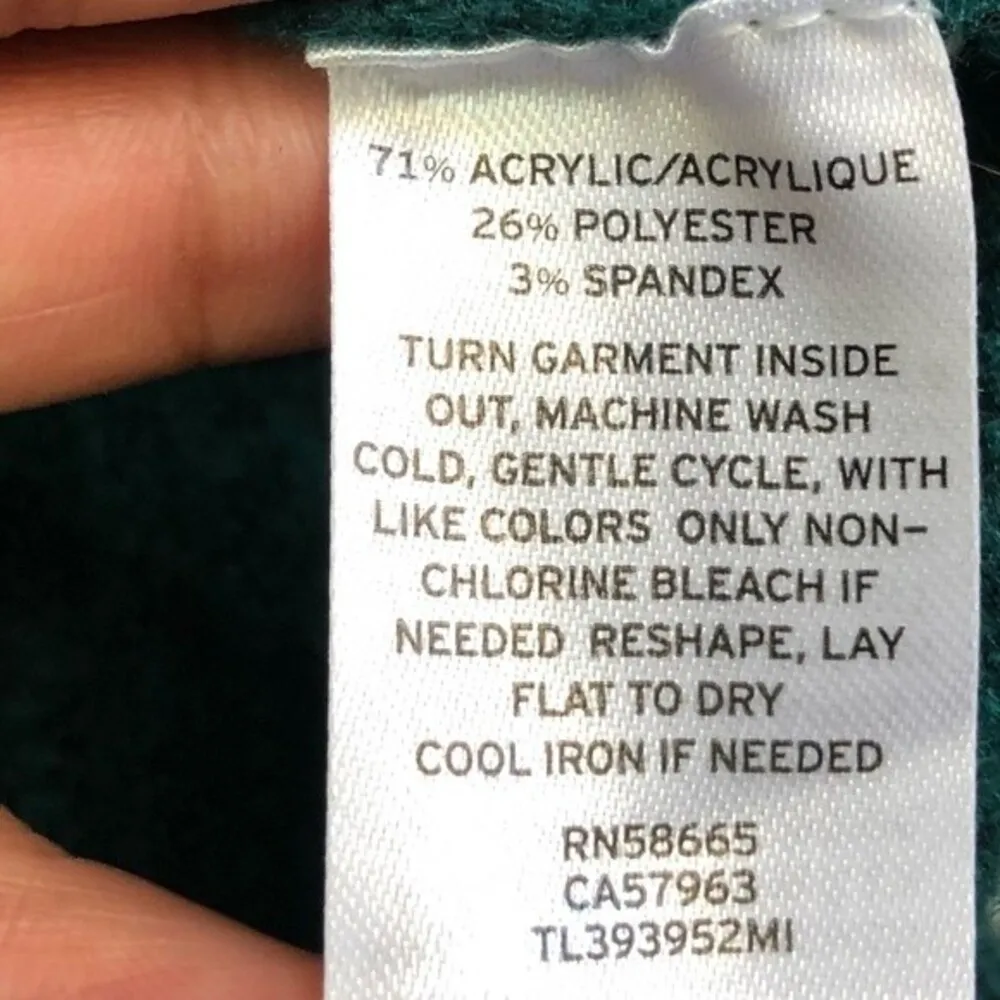 71% ACRYLIC/ACRYLIQUE
26% POLYESTER
3% SPANDEX
TURN GARMENT INSIDE
OUT, MACHINE WASH
COLD, GENTLE CYCLE, WITH
LIKE COLORS ONLY NON-
CHLORINE BLEACH IF
NEEDED RESHAPE, LAY
FLAT TO DRY
COOL IRON IF NEEDED
RN58665
CA57963
TL393952MI